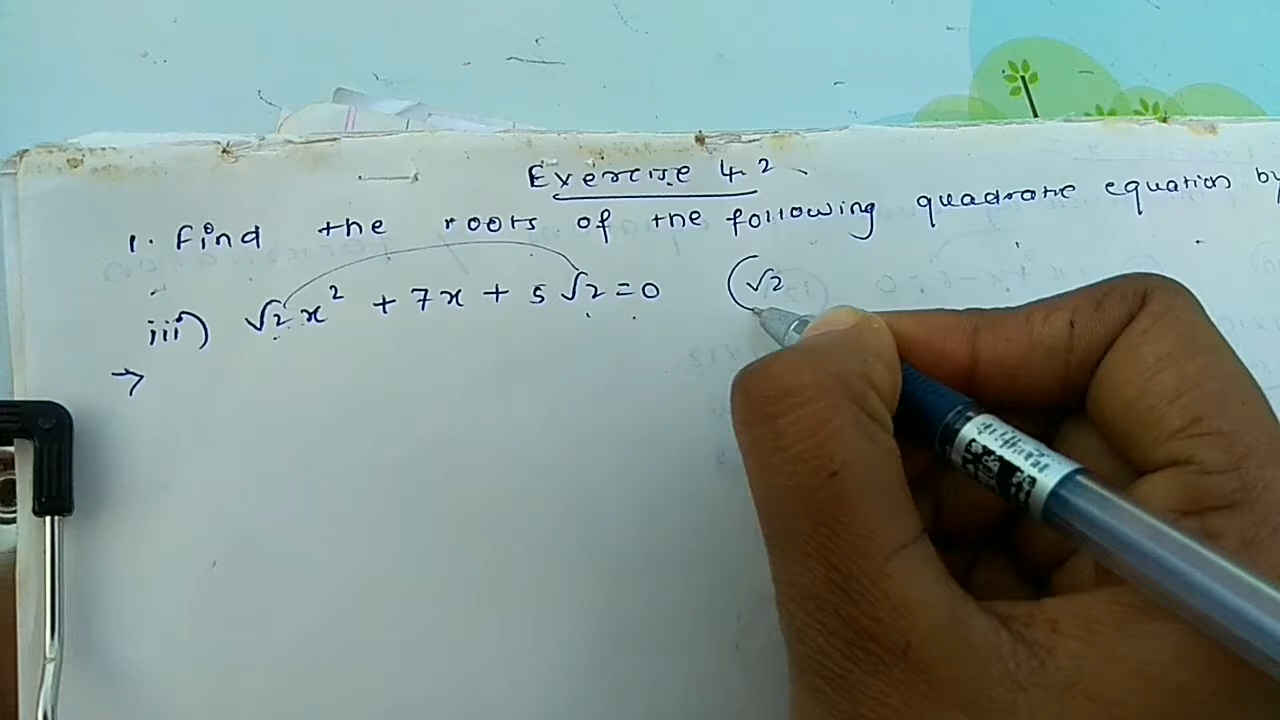 Exercise 4.2
1. Find the roots of the following quadratic equation by
iii) √2x² + 7x + 5√2 = 0 (√2
→